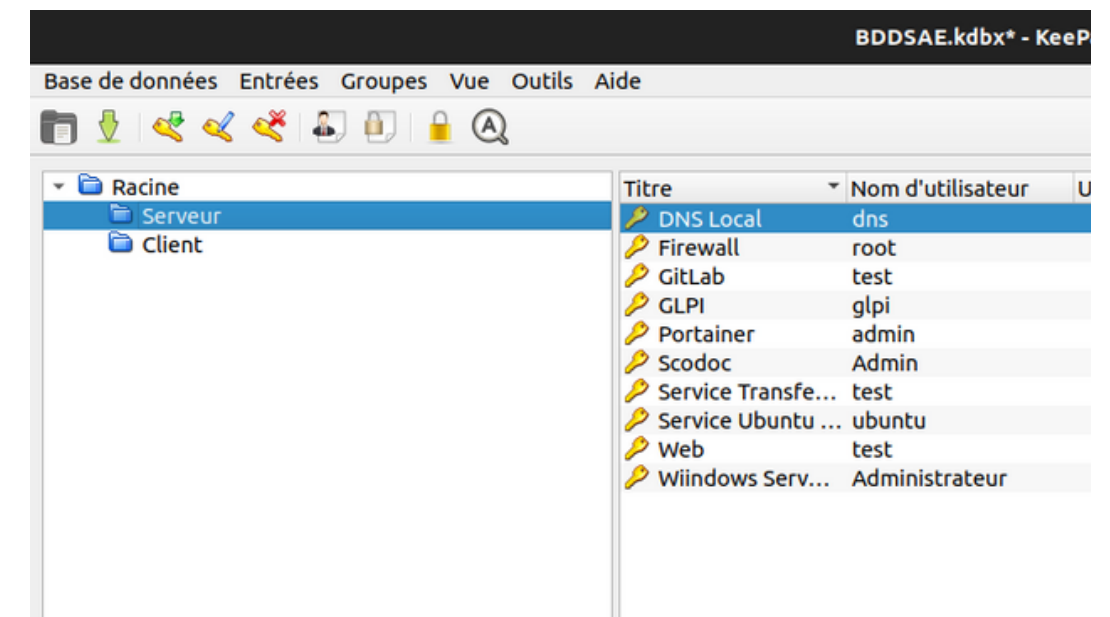 BDDSAE.kdbx* - KeeP
Base de données Entrées Groupes Vue Outils Aide
Racine
Serveur
Client
Titre Nom d'utilisateur U
DNS Local dns
Firewall root
GitLab test
GLPI glpi
Portainer admin
Scodoc Admin
Service Transfe... test
Service Ubuntu ... ubuntu
Web test
Wiindows Serv... Administrateur